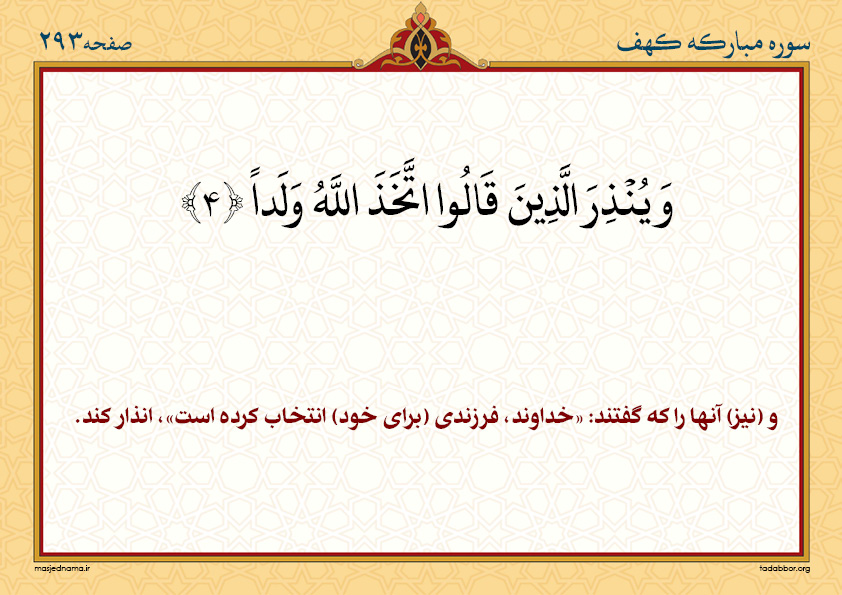 سوره مبارکه کهف
صفحه۲۹۳
وَ يُنْذِرَ الَّذِينَ قَالُوا اتَّخَذَ اللَّهُ وَلَداً ﴿۴﴾
و (نیز) آنها را که گفتند: «خداوند، فرزندی (برای خود) انتخاب کرده است»، انذار کند.
masjednama.ir
tadabbor.org